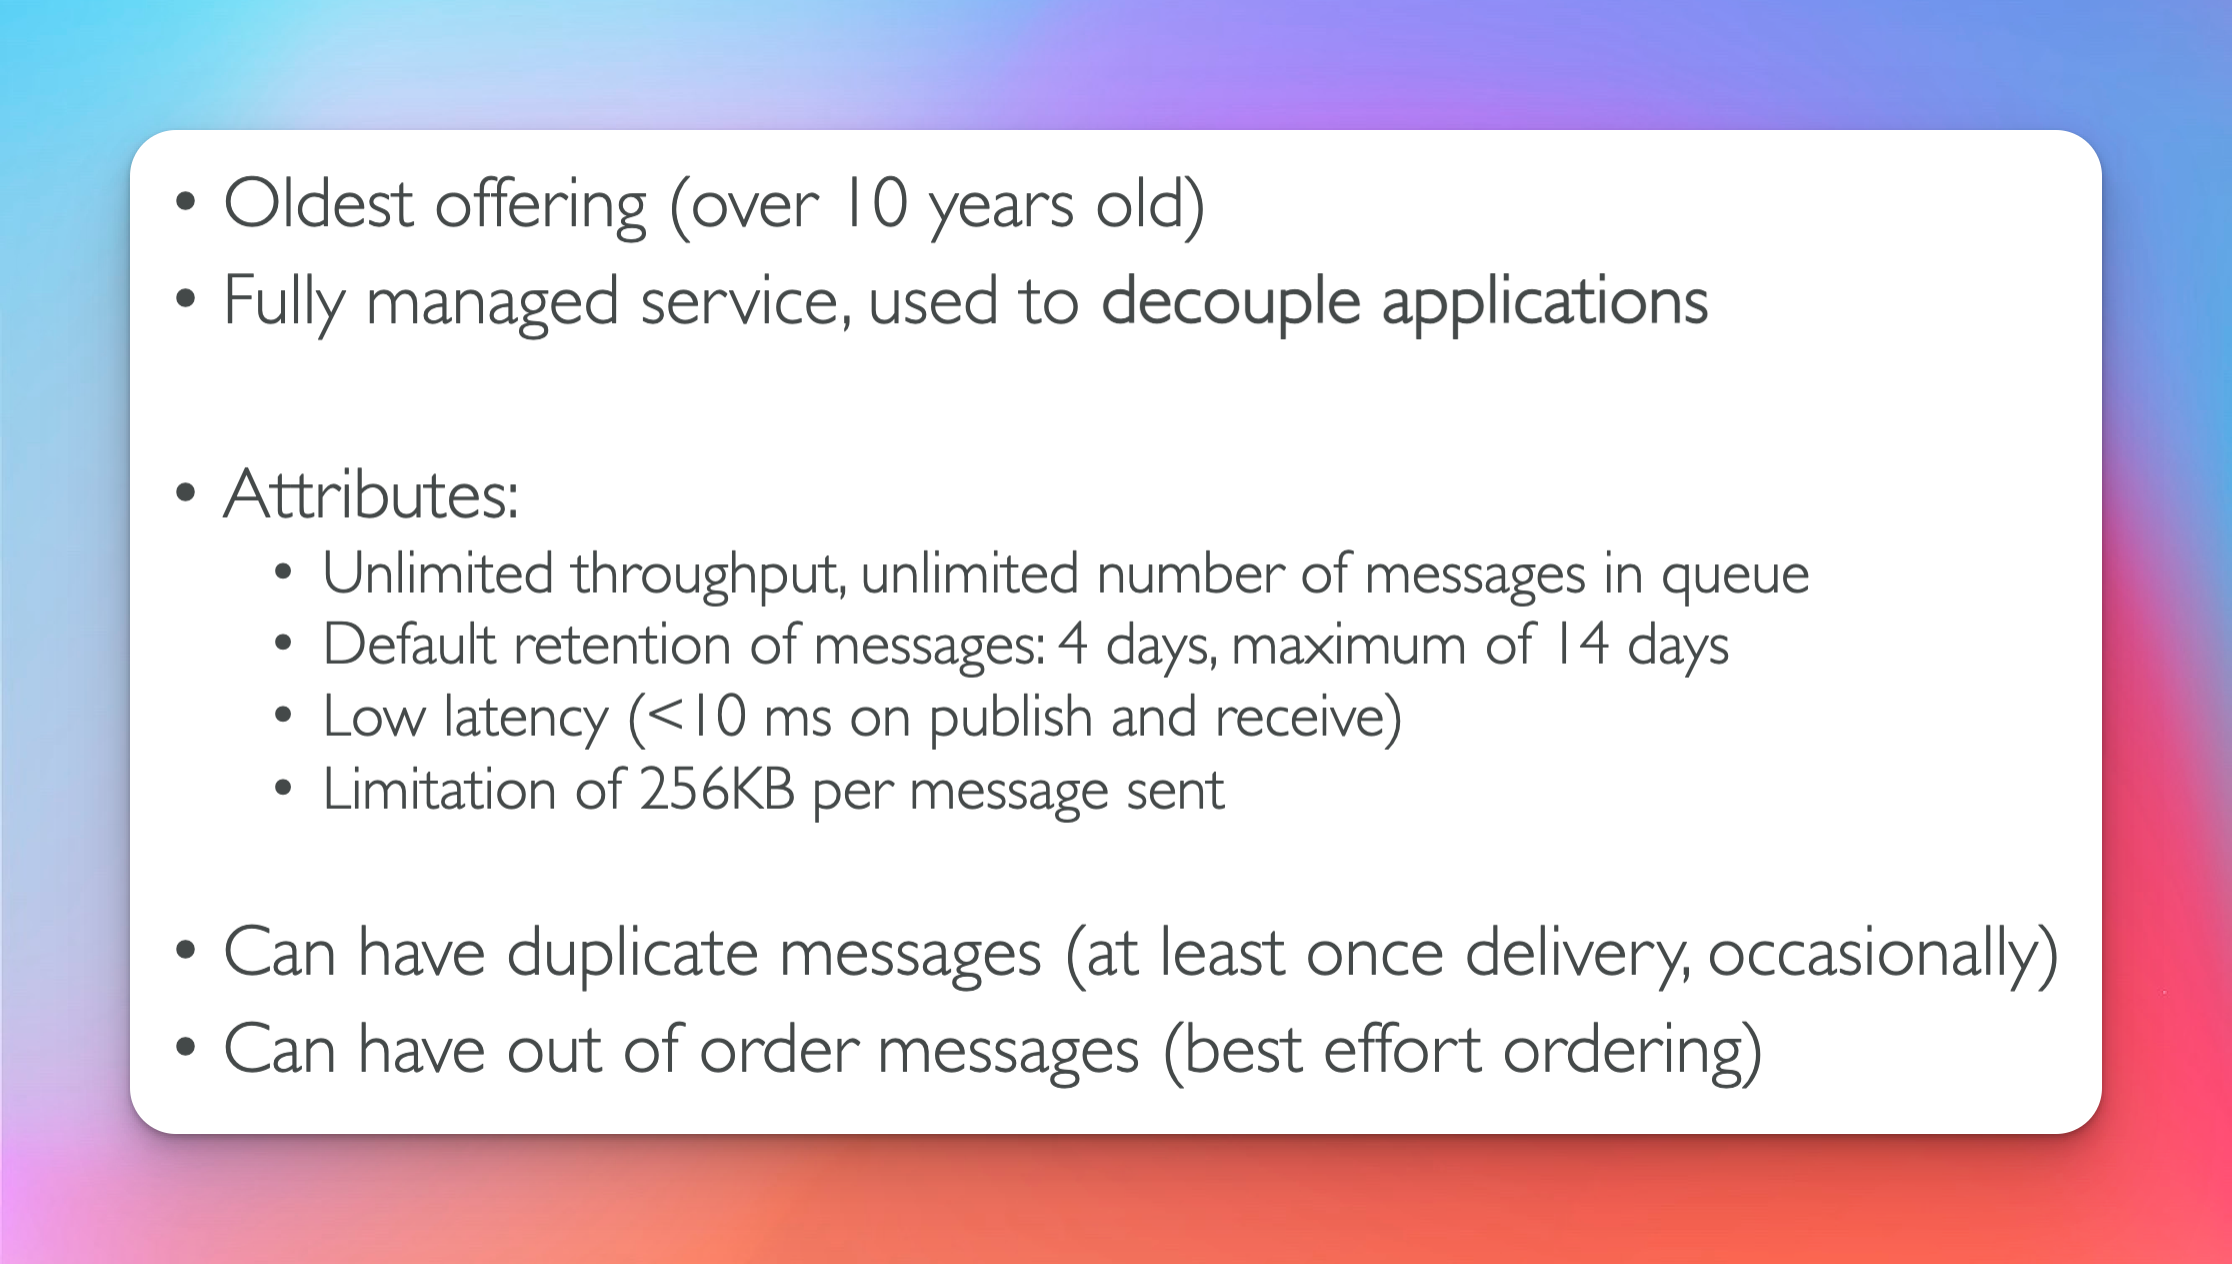 • Oldest offering (over 10 years old)
• Fully managed service, used to decouple applications
• Attributes:
• Unlimited throughput, unlimited number of messages in queue
• Default retention of messages: 4 days, maximum of 14 days
• Low latency (<10 ms on publish and receive)
• Limitation of 256KB per message sent
• Can have duplicate messages (at least once delivery, occasionally)
• Can have out of order messages (best effort ordering)